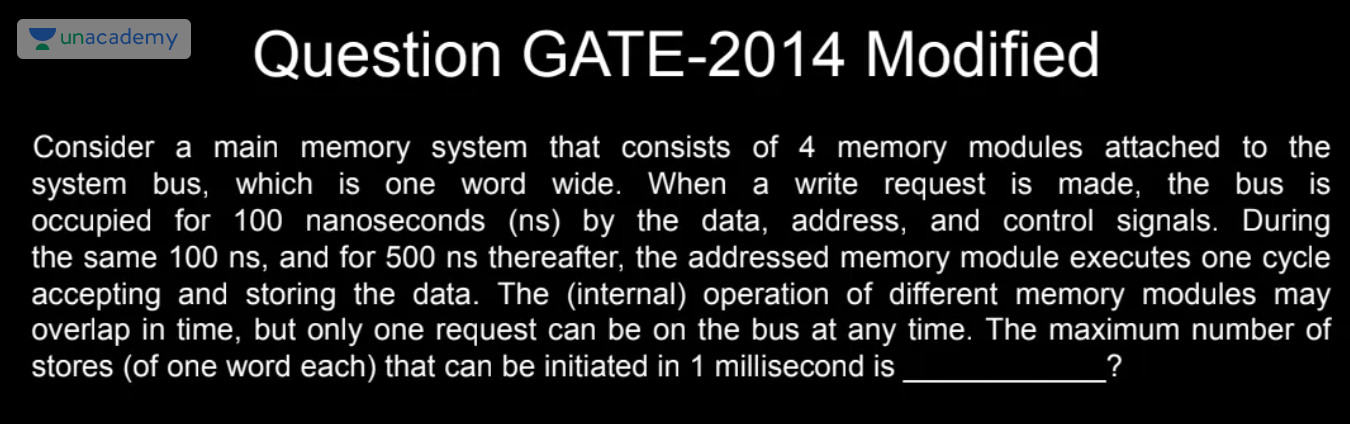 unacademy
Question GATE-2014 Modified
Consider a main memory system that consists of 4 memory modules attached to the
system bus, which is one word wide. When a write request is made, the bus is
occupied for 100 nanoseconds (ns) by the data, address, and control signals. During
the same 100 ns, and for 500 ns thereafter, the addressed memory module executes one cycle
accepting and storing the data. The (internal) operation of different memory modules may
overlap in time, but only one request can be on the bus at any time. The maximum number of
stores (of one word each) that can be initiated in 1 millisecond is ____________?